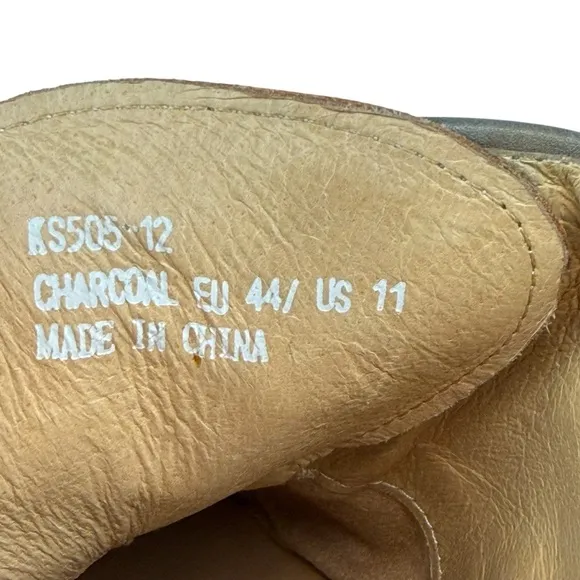 KS505-12
CHARCOAL EU 44/ US 11
MADE IN CHINA